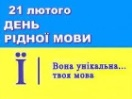 21 лютого
ДЕНЬ
РІДНОЇ МОВИ
Ї
Вона унікальна...
твоя мова